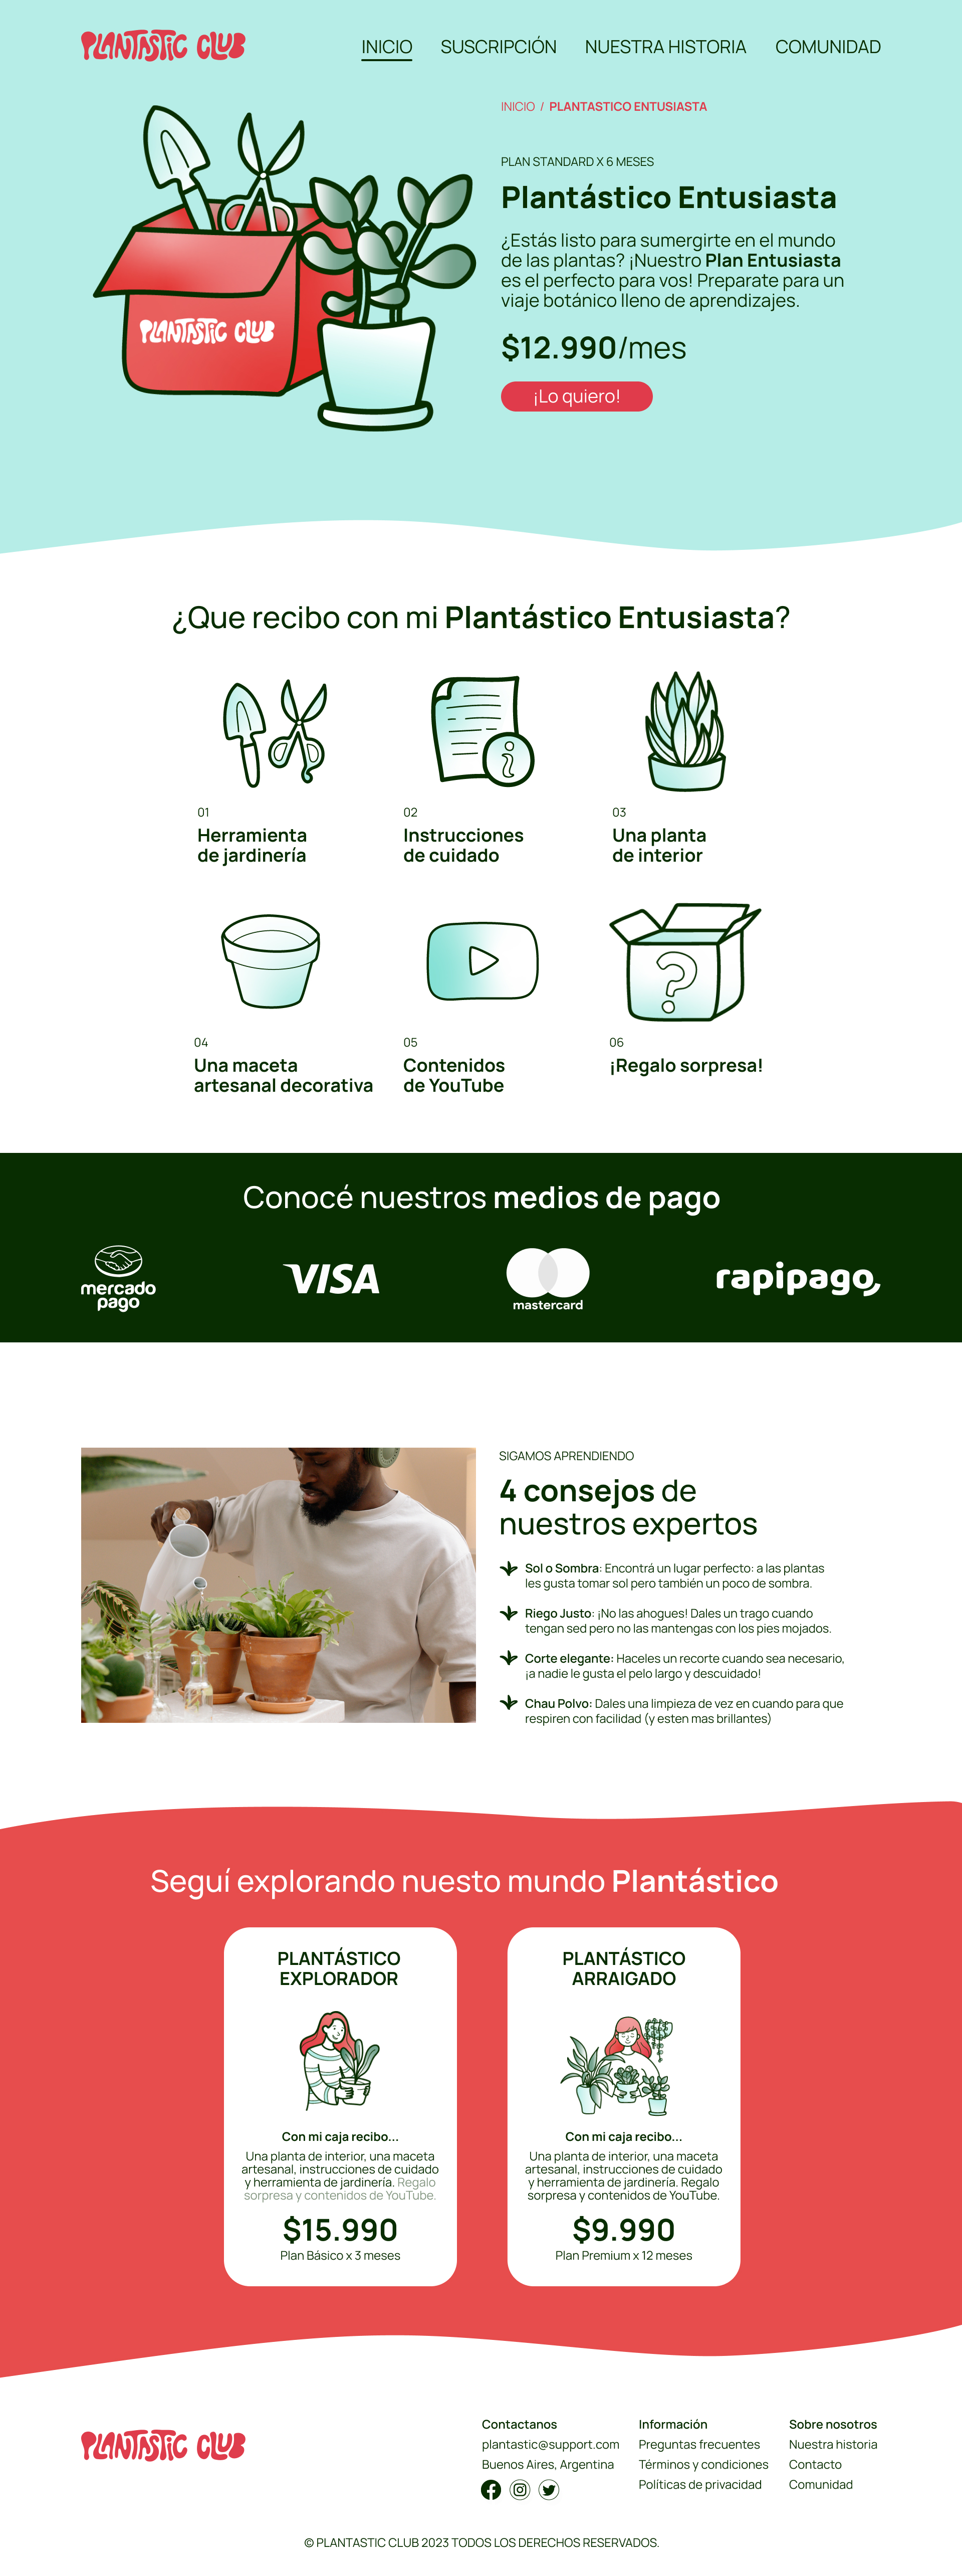 PLANTASTIC CLUB
INICIO SUSCRIPCIÓN NUESTRA HISTORIA COMUNIDAD
INICIO / PLANTASTICO ENTUSIASTA
PLAN STANDARD X 6 MESES
Plantástico Entusiasta
¿Estás listo para sumergirte en el mundo
de las plantas? ¡Nuestro Plan Entusiasta
es el perfecto para vos! Preparate para un
viaje botánico lleno de aprendizajes.
$12.990/mes
¡Lo quiero!
PLANTASTIC CLUB
¿Que recibo con mi Plantástico Entusiasta?
01
Herramienta
de jardinería
02
Instrucciones
de cuidado
03
Una planta
de interior
04
Una maceta
artesanal decorativa
05
Contenidos
de YouTube
?
06
¡Regalo sorpresa!
Conocé nuestros medios de pago
mercado
pago
VISA
mastercard
rapipago
SIGAMOS APRENDIENDO
4 consejos de
nuestros expertos
Sol o Sombra: Encontrá un lugar perfecto: a las plantas
les gusta tomar sol pero también un poco de sombra.
Riego Justo: ¡No las ahogues! Dales un trago cuando
tengan sed pero no las mantengas con los pies mojados.
Corte elegante: Haceles un recorte cuando sea necesario,
¡a nadie le gusta el pelo largo y descuidado!
Chau Polvo: Dales una limpieza de vez en cuando para que
respiren con facilidad (y esten mas brillantes)
Seguí explorando nuesto mundo Plantástico
PLANTÁSTICO
EXPLORADOR
Con mi caja recibo...
Una planta de interior, una maceta
artesanal, instrucciones de cuidado
y herramienta de jardinería. Regalo
sorpresa y contenidos de YouTube.
$15.990
Plan Básico x 3 meses
PLANTÁSTICO
ARRAIGADO
Con mi caja recibo...
Una planta de interior, una maceta
artesanal, instrucciones de cuidado
y herramienta de jardinería. Regalo
sorpresa y contenidos de YouTube.
$9.990
Plan Premium x 12 meses
PLANTASTIC CLUB
Contactanos
plantastic@support.com
Buenos Aires, Argentina
Información
Preguntas frecuentes
Términos y condiciones
Políticas de privacidad
Sobre nosotros
Nuestra historia
Contacto
Comunidad
© PLANTASTIC CLUB 2023 TODOS LOS DERECHOS RESERVADOS.